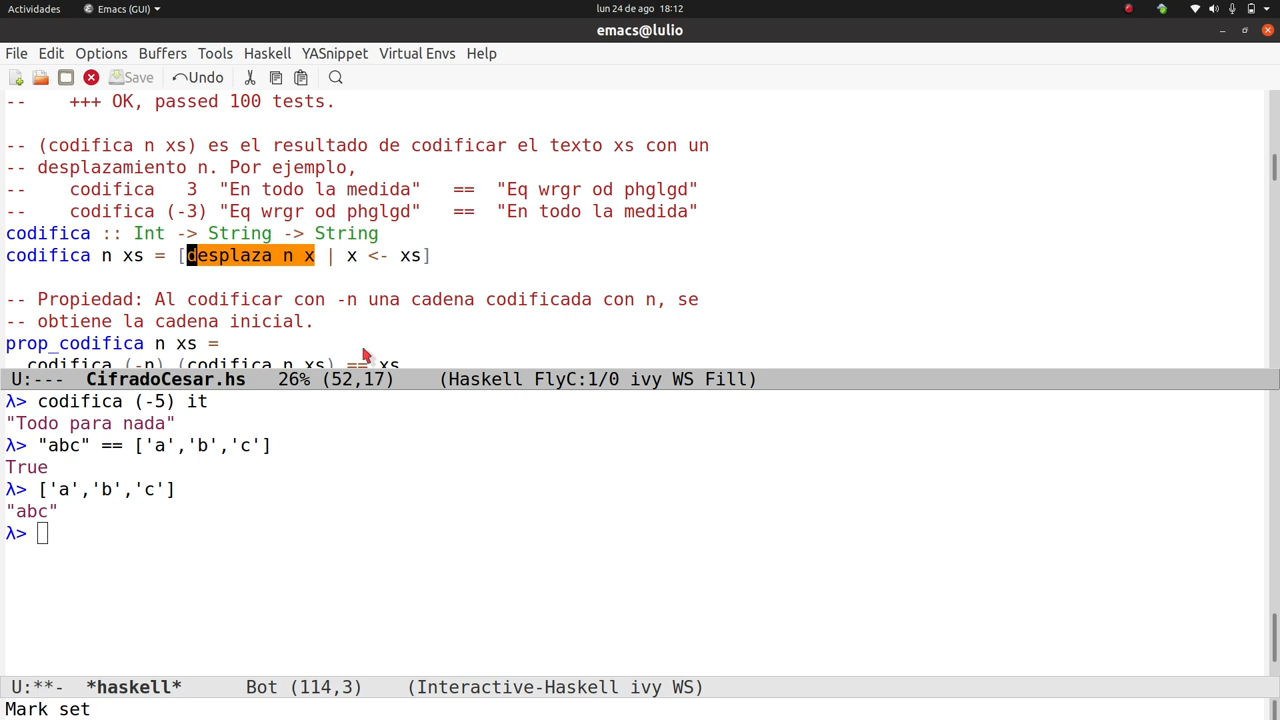 Actividades Emacs (GUI) lun 24 de ago 18:12
emacs@lulio
File Edit Options Buffers Tools Haskell YASnippet Virtual Envs Help
Save Undo
--    +++ OK, passed 100 tests.
-- (codifica n xs) es el resultado de codificar el texto xs con un
-- desplazamiento n. Por ejemplo,
--    codifica   3  "En todo la medida"   ==  "Eq wrgr od phglgd"
--    codifica (-3) "Eq wrgr od phglgd"   ==  "En todo la medida"
codifica :: Int -> String -> String
codifica n xs = [desplaza n x | x <- xs]
-- Propiedad: Al codificar con -n una cadena codificada con n, se
-- obtiene la cadena inicial.
prop_codifica n xs =
  codifica (-n) (codifica n xs) == xs
U:---  CifradoCesar.hs   26% (52,17)    (Haskell FlyC:1/0 ivy WS Fill)
λ> codifica (-5) it
"Todo para nada"
λ> "abc" == ['a','b','c']
True
λ> ['a','b','c']
"abc"
λ>
U:**-  *haskell*      Bot (114,3)    (Interactive-Haskell ivy WS)
Mark set